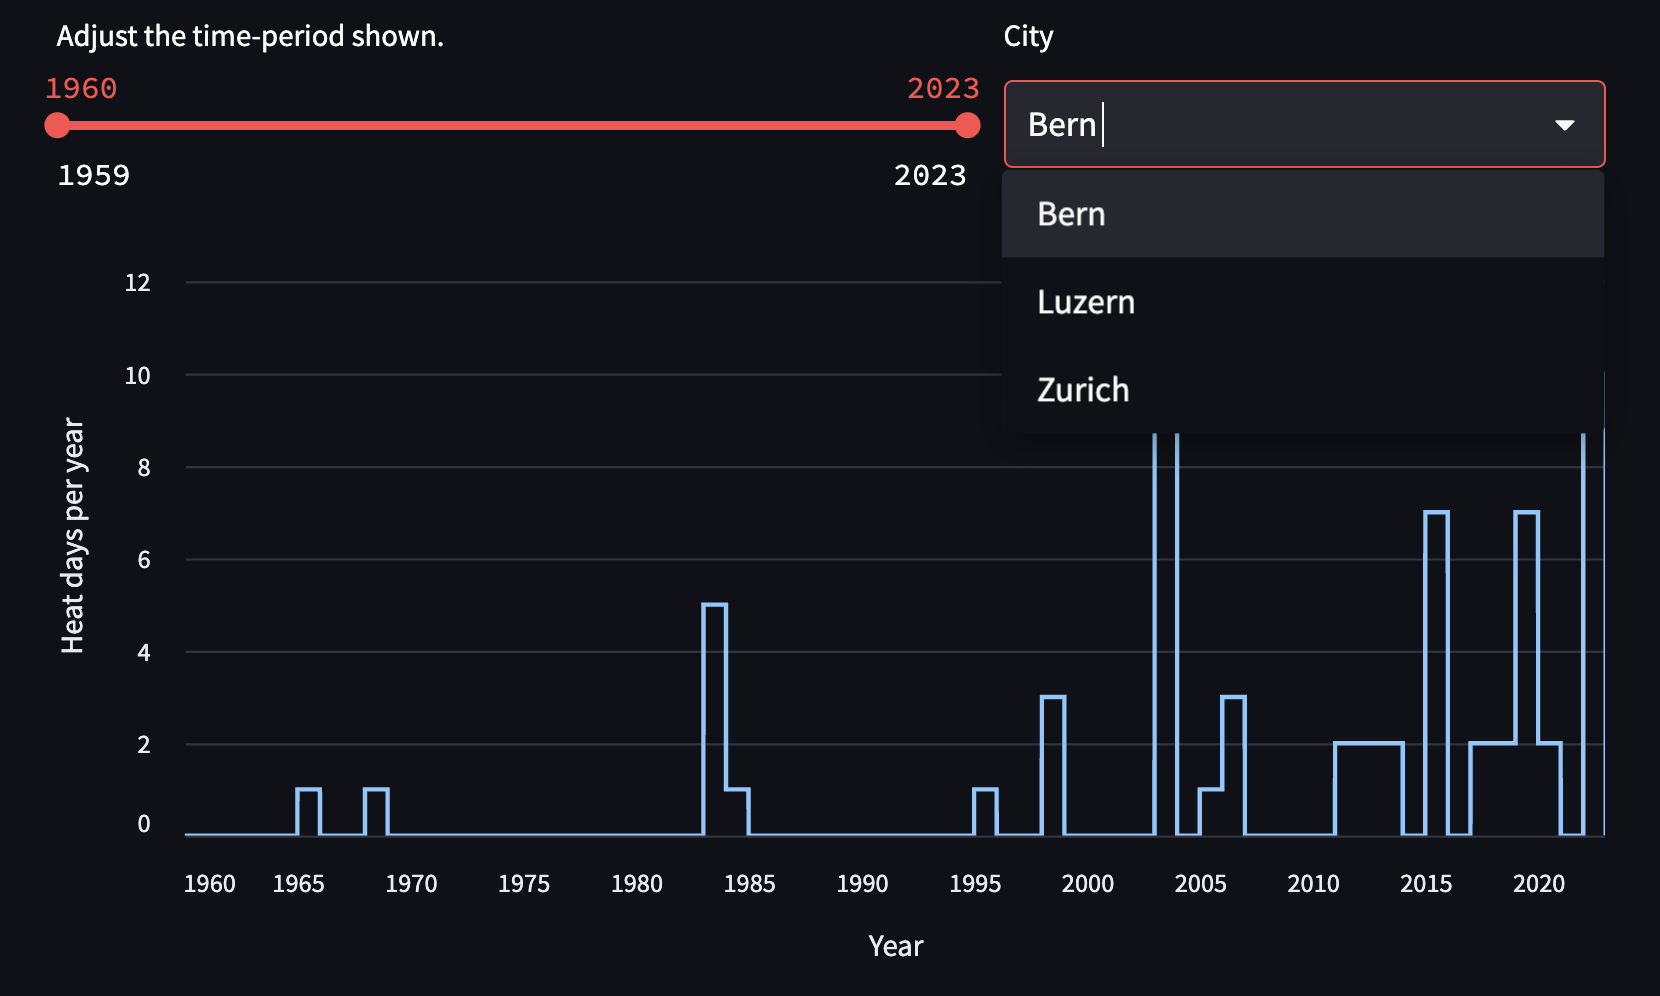 Adjust the time-period shown.
1960 2023
1959 2023
City
Bern
Bern
Luzern
Zurich
Heat days per year
12
10
8
6
4
2
0
1960 1965 1970 1975 1980 1985 1990 1995 2000 2005 2010 2015 2020
Year